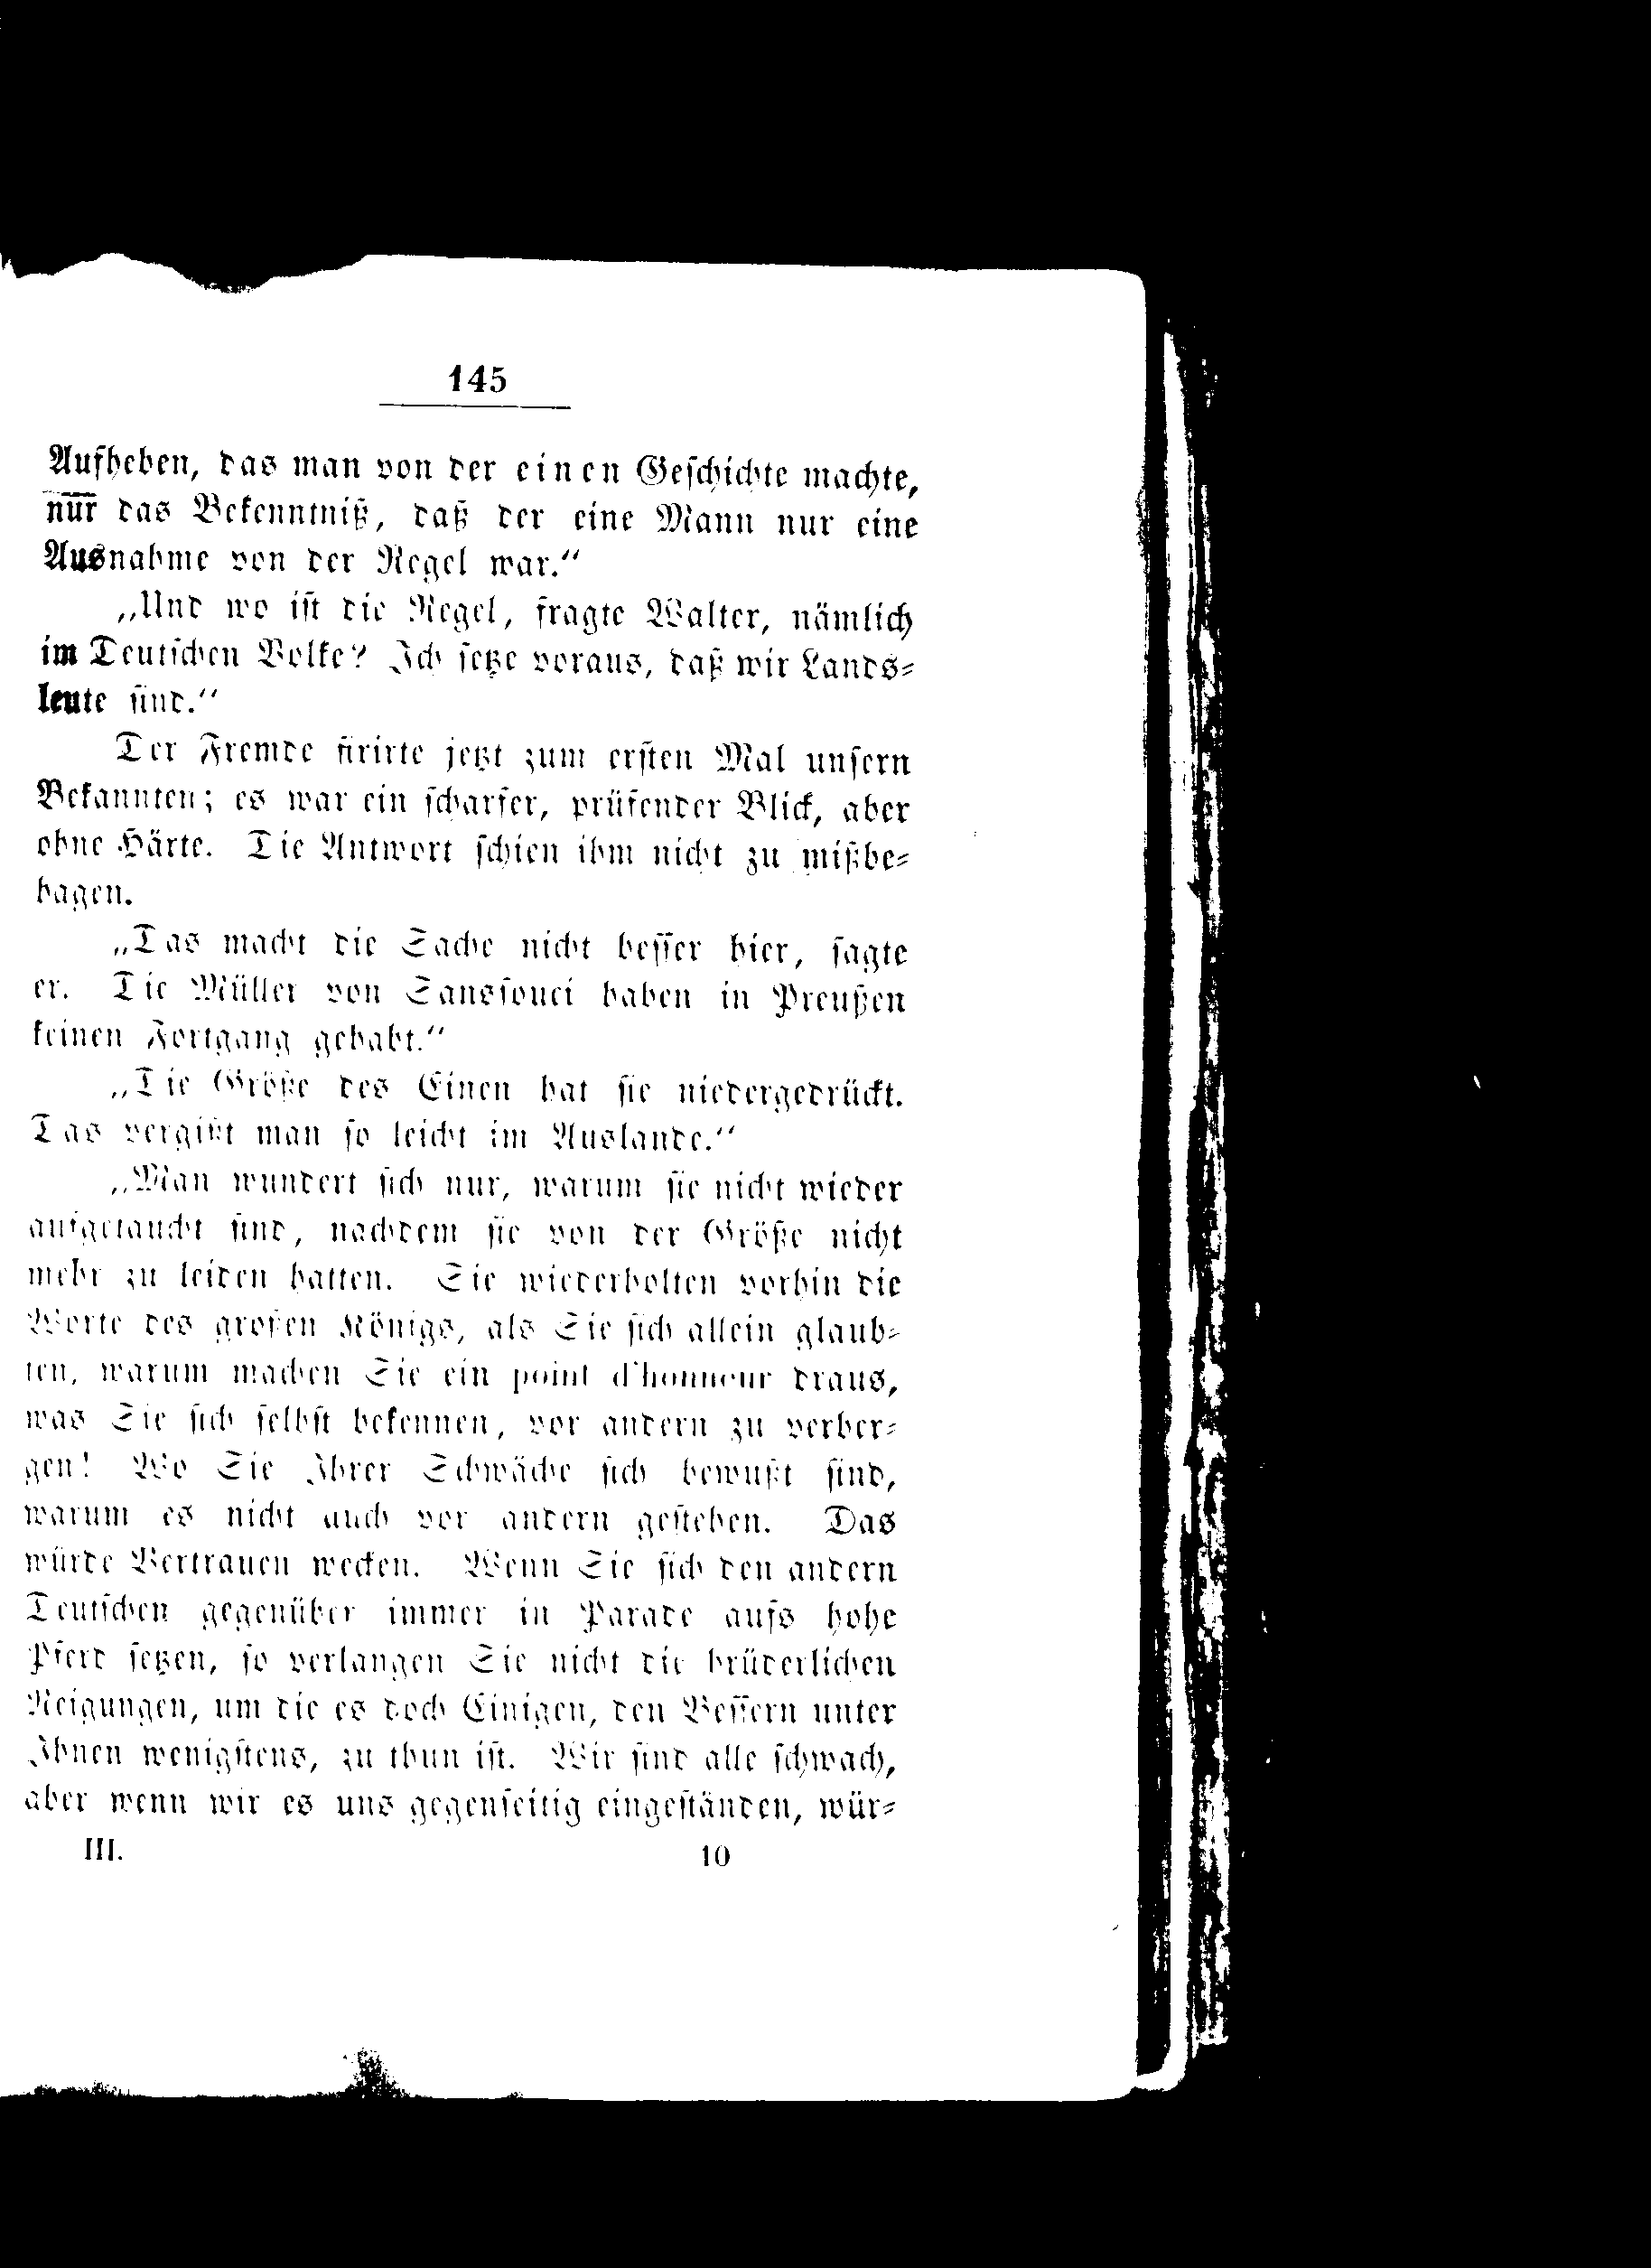 145
Aufheben, das man von der einen Geſchichte machte,
nur das Bekenntniß, daß der eine Mann nur eine
Ausnahme von der Regel war.“
„Und wo iſt die Regel, fragte Walter, nämlich
im Deutſchen Volke? Ich ſetze voraus, daß wir Lands⸗
leute ſind.“
Der Fremde fixirte jetzt zum erſten Mal unſern
Bekannten; es war ein ſcharfer, prüfender Blick, aber
ohne Härte. Die Antwort ſchien ihm nicht zu mißbe⸗
hagen.
„Das macht die Sache nicht beſſer hier, ſagte
er. Die Müller von Sansſouci haben in Preußen
keinen Fortgang gehabt.“
„Die Größe des Einen hat ſie niedergedrückt.
Das vergißt man ſo leicht im Auslande.“
„Man wundert ſich nur, warum ſie nicht wieder
aufgetaucht ſind, nachdem ſie von der Größe nicht
mehr zu leiden hatten. Sie wiederholten vorhin die
Worte des großen Königs, als Sie ſich allein glaub⸗
ten, warum machen Sie ein point d'honneur draus,
was Sie ſich ſelbſt bekennen, vor andern zu verber⸗
gen! Wo Sie Ihrer Schwäche ſich bewußt ſind,
warum es nicht auch vor andern geſtehen. Das
würde Vertrauen wecken. Wenn Sie ſich den andern
Deutſchen gegenüber immer in Parade aufs hohe
Pferd ſetzen, ſo verlangen Sie nicht die brüderlichen
Neigungen, um die es doch Einigen, den Beſſern unter
Ihnen wenigſtens, zu thun iſt. Wir ſind alle ſchwach,
aber wenn wir es uns gegenſeitig eingeſtänden, wür⸗
III. 10